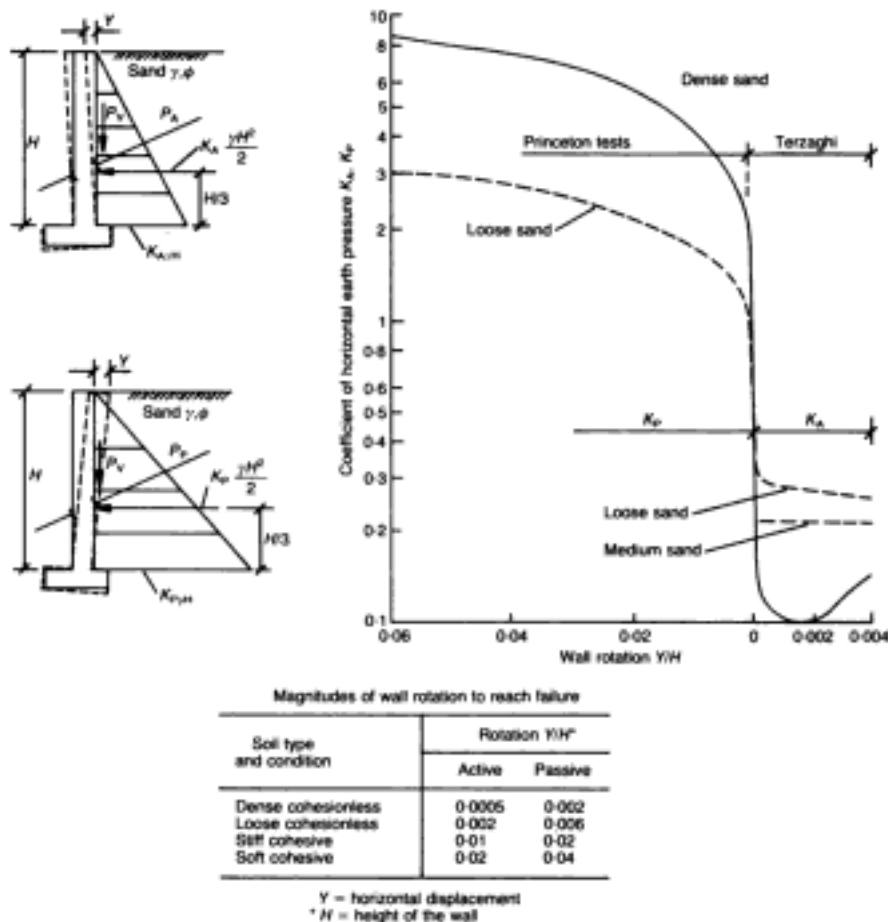 Y
Sand γ,φ
P_V
P_A
H
K_A γH²/2
H/3
K_A γH
Y
Sand γ,φ
P_V
P_P
H
K_P γH²/2
H/3
K_P γH
Coefficient of horizontal earth pressure K_A, K_P
10
8
6
5
4
3
2
1
0·8
0·6
0·5
0·4
0·3
0·2
0·1
Dense sand
Princeton tests
Terzaghi
Loose sand
K_P
K_A
Loose sand
Medium sand
0·06
0·04
0·02
0
0·002
0·004
Wall rotation Y/H
Magnitudes of wall rotation to reach failure
Soil type and condition
Rotation Y/H*
Active
Passive
Dense cohesionless 0·0005 0·002
Loose cohesionless 0·002 0·006
Stiff cohesive 0·01 0·02
Soft cohesive 0·02 0·04
Y – horizontal displacement
* H = height of the wall